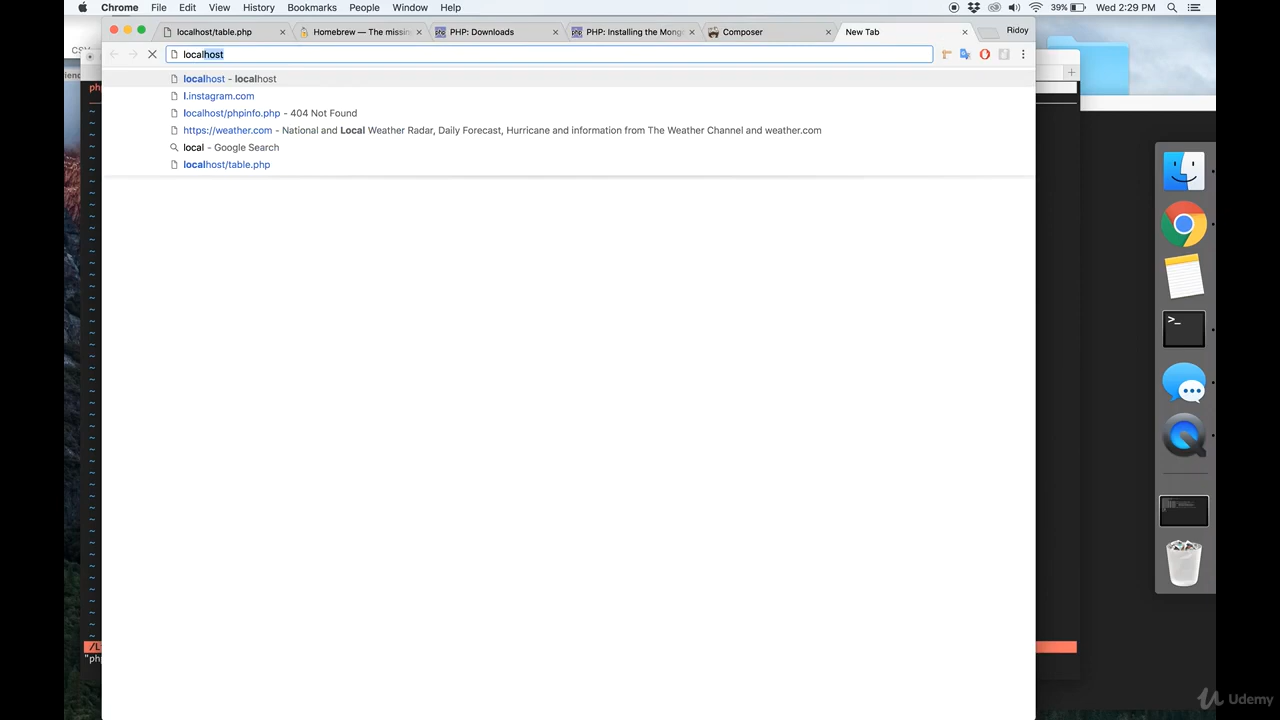 Chrome File Edit View History Bookmarks People Window Help 39% Wed 2:29 PM
localhost/table.php Homebrew — The missin PHP: Downloads PHP: Installing the Mong Composer New Tab Ridoy
localhost
localhost - localhost
l.instagram.com
localhost/phpinfo.php - 404 Not Found
https://weather.com - National and Local Weather Radar, Daily Forecast, Hurricane and information from The Weather Channel and weather.com
local - Google Search
localhost/table.php
>_
Udemy